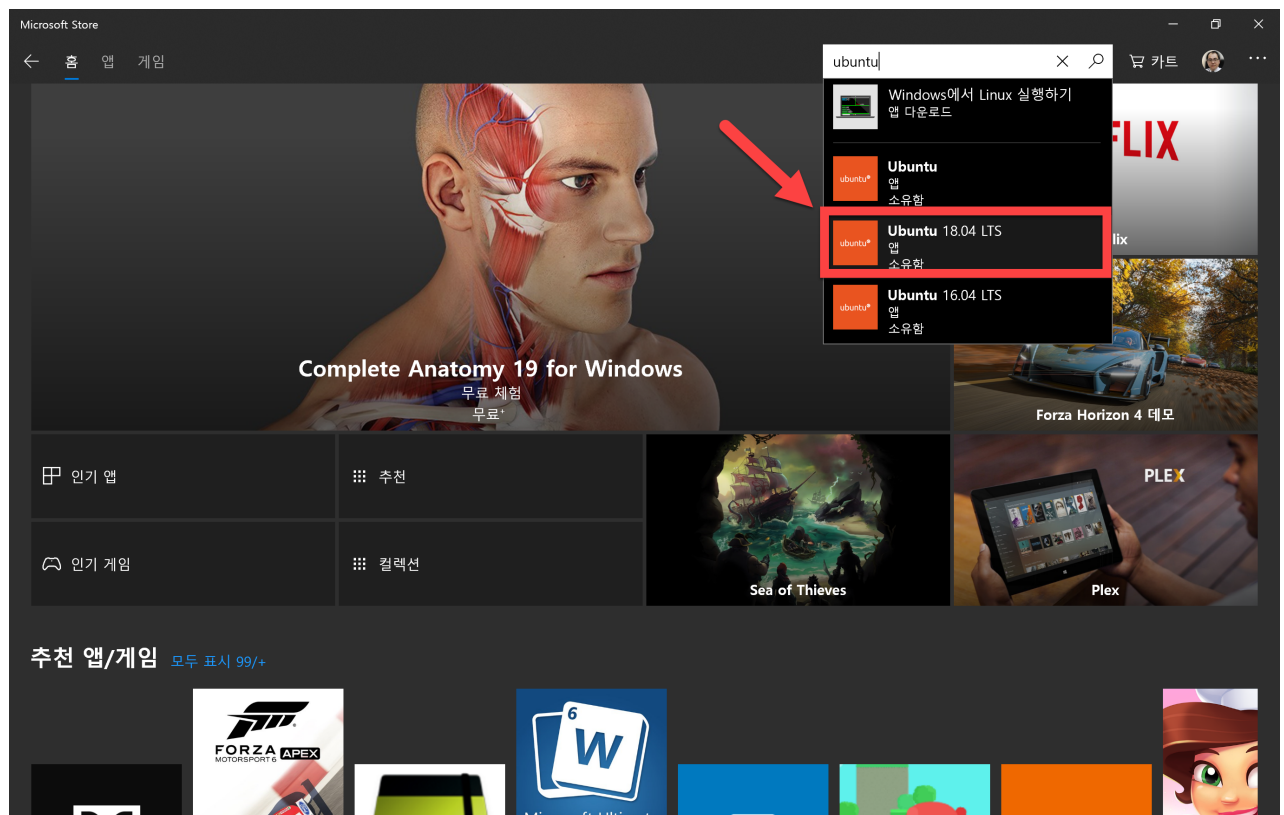 Microsoft Store
홈 앱 게임
ubuntu
카트
Windows에서 Linux 실행하기
앱 다운로드
ubuntu
Ubuntu
앱
소유함
ubuntu
Ubuntu 18.04 LTS
앱
소유함
ubuntu
Ubuntu 16.04 LTS
앱
소유함
FLIX
lix
Complete Anatomy 19 for Windows
무료 체험
무료+
Forza Horizon 4 데모
인기 앱
추천
인기 게임
컬렉션
Sea of Thieves
PLEX
Plex
추천 앱/게임 모두 표시 99/+
FORZA
MOTORSPORT 6 APEX
6
W